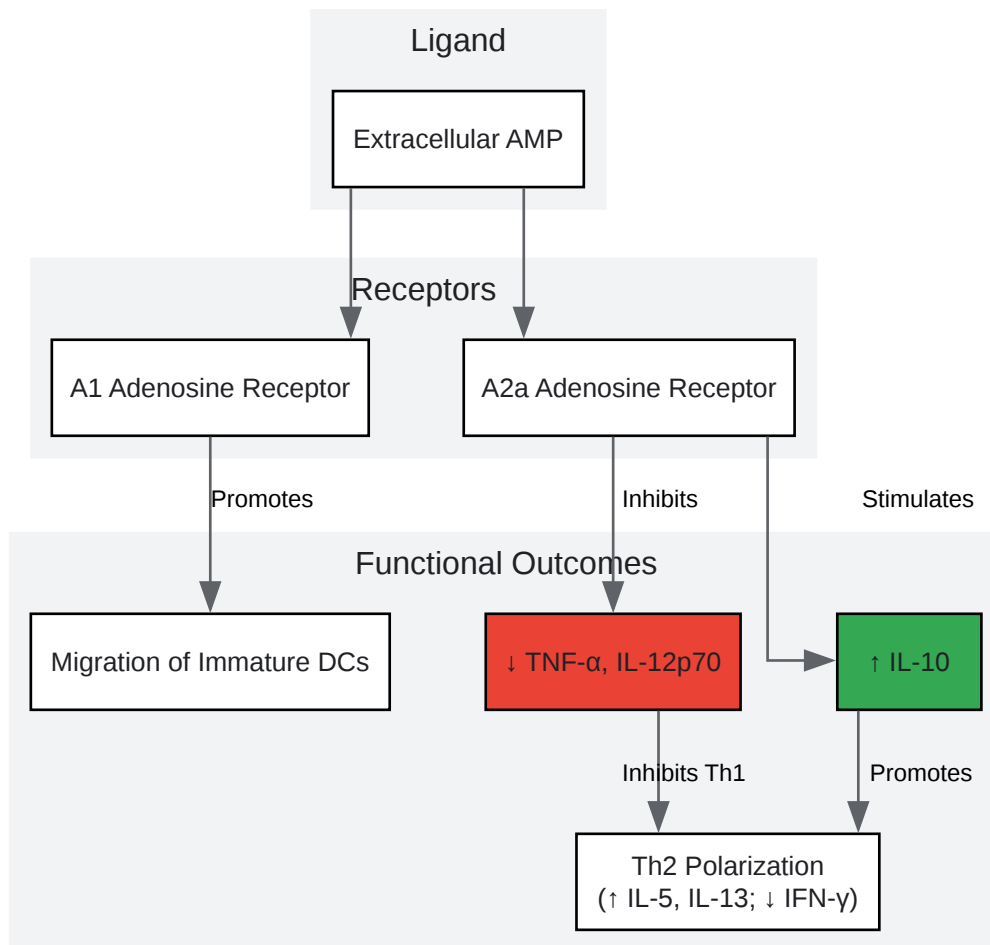 Ligand
Extracellular AMP
Receptors
A1 Adenosine Receptor
A2a Adenosine Receptor
Promotes
Inhibits
Stimulates
Functional Outcomes
Migration of Immature DCs
↓ TNF-α, IL-12p70
↑ IL-10
Inhibits Th1
Promotes
Th2 Polarization
(↑ IL-5, IL-13; ↓ IFN-γ)